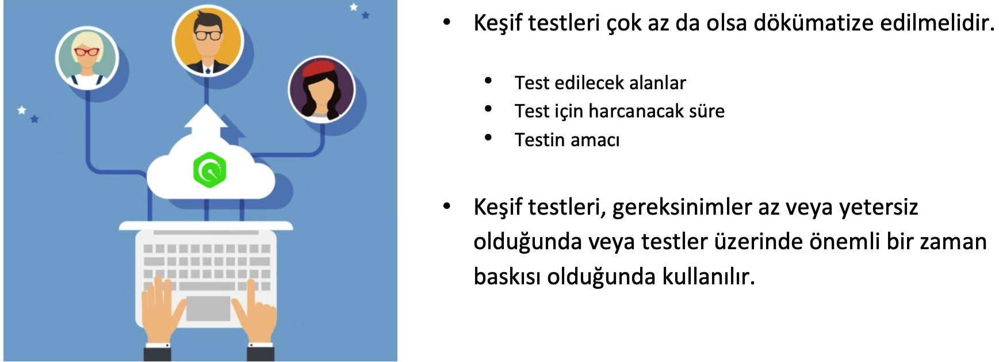 • Keşif testleri çok az da olsa dökümatize edilmelidir.
• Test edilecek alanlar
• Test için harcanacak süre
• Testin amacı
• Keşif testleri, gereksinimler az veya yetersiz
olduğunda veya testler üzerinde önemli bir zaman
baskısı olduğunda kullanılır.